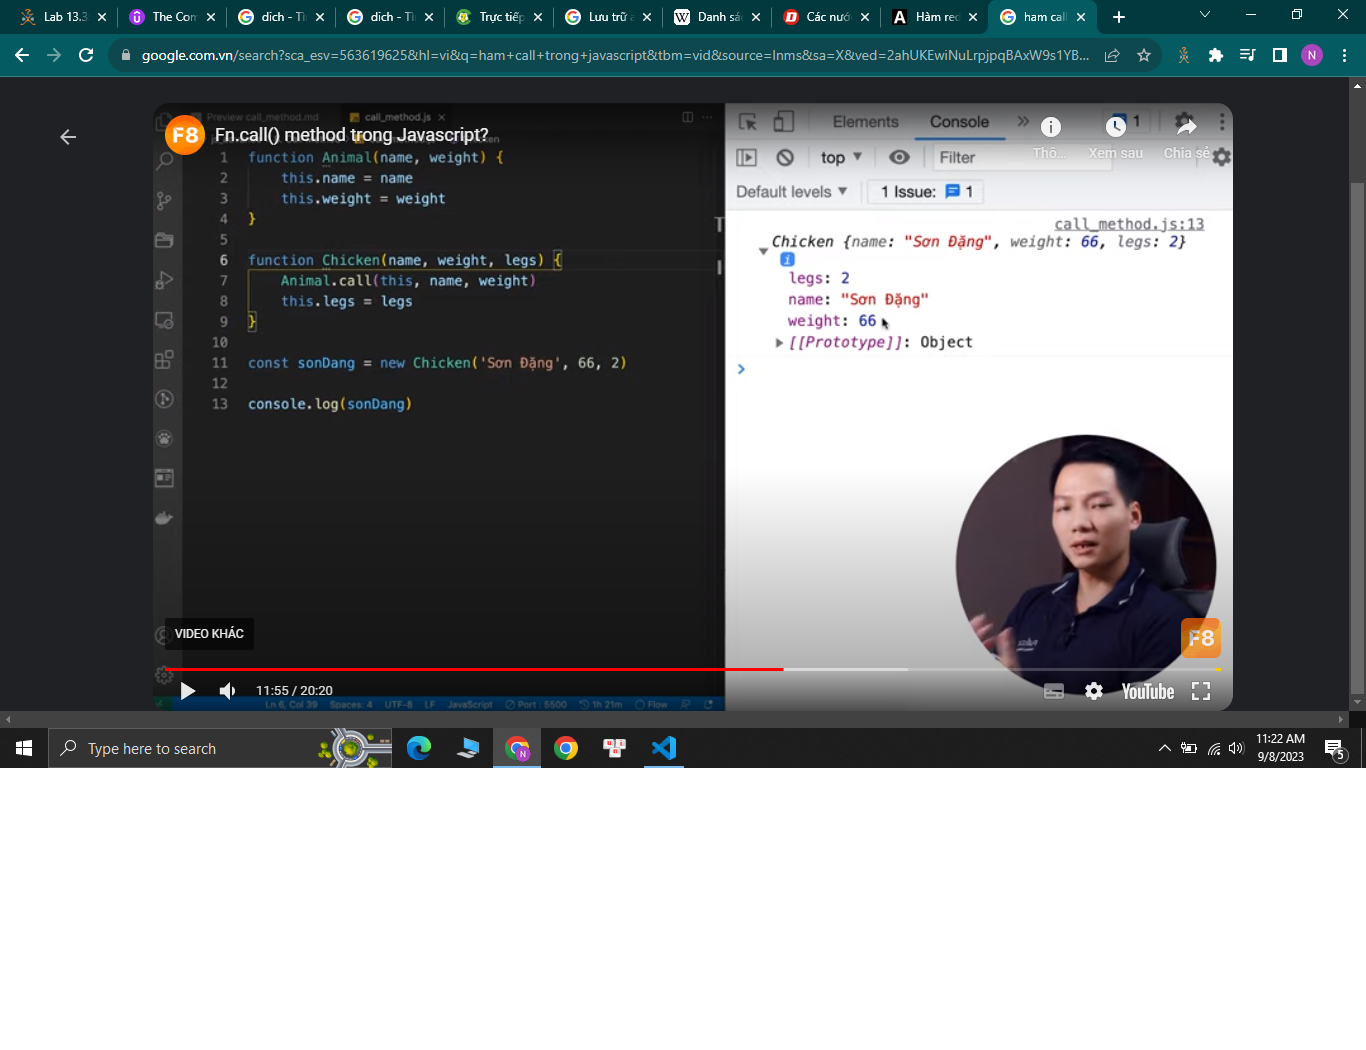 Lab 13.3
The Com
dich - Tì
dich - Tì
Trực tiếp
Lưu trữ a
Danh sá
Các nướ
Hàm red
ham call
google.com.vn/search?sca_esv=563619625&hl=vi&q=ham+call+trong+javascript&tbm=vid&source=lnms&sa=X&ved=2ahUKEwiNuLrpjpqBAxW9s1YB...
N
Preview call_method.md
call_method.js
F8
Fn.call() method trong Javascript?
1 function Animal(name, weight) {
2 this.name = name
3 this.weight = weight
4 }
5
6 function Chicken(name, weight, legs) {
7 Animal.call(this, name, weight)
8 this.legs = legs
9 }
10
11 const sonDang = new Chicken('Sơn Đặng', 66, 2)
12
13 console.log(sonDang)
Elements
Console
1
Thô...
Xem sau
Chia sẻ
top
Filter
Default levels
1 Issue:
1
call_method.js:13
Chicken {name: "Sơn Đặng", weight: 66, legs: 2}
i
legs: 2
name: "Sơn Đặng"
weight: 66
[[Prototype]]: Object
VIDEO KHÁC
F8
11:55 / 20:20
YouTube
Ln 6, Col 39 Spaces: 4 UTF-8 LF JavaScript Port : 5500 1h 21m Flow
Type here to search
11:22 AM
9/8/2023
5